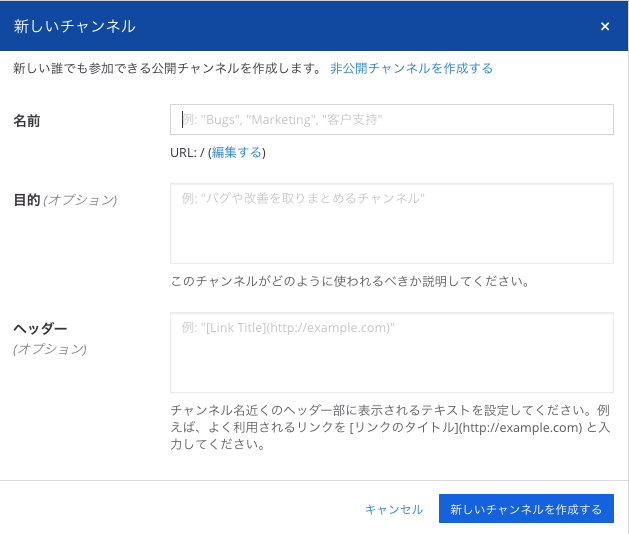 新しいチャンネル ×
新しい誰でも参加できる公開チャンネルを作成します。 非公開チャンネルを作成する
名前
例: "Bugs", "Marketing", "客户支持"
URL: / (編集する)
目的 (オプション)
例: "バグや改善を取りまとめるチャンネル"
このチャンネルがどのように使われるべきか説明してください。
ヘッダー
(オプション)
例: "[Link Title](http://example.com)"
チャンネル名近くのヘッダー部に表示されるテキストを設定してください。例
えば、よく利用されるリンクを [リンクのタイトル](http://example.com) と入
力してください。
キャンセル 新しいチャンネルを作成する